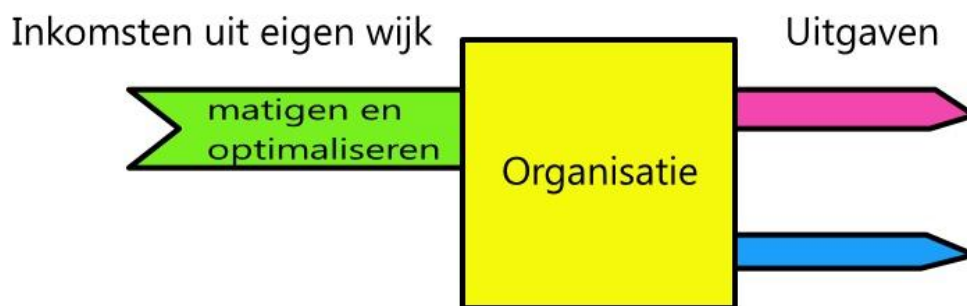 Inkomsten uit eigen wijk
Uitgaven
matigen en
optimaliseren
Organisatie